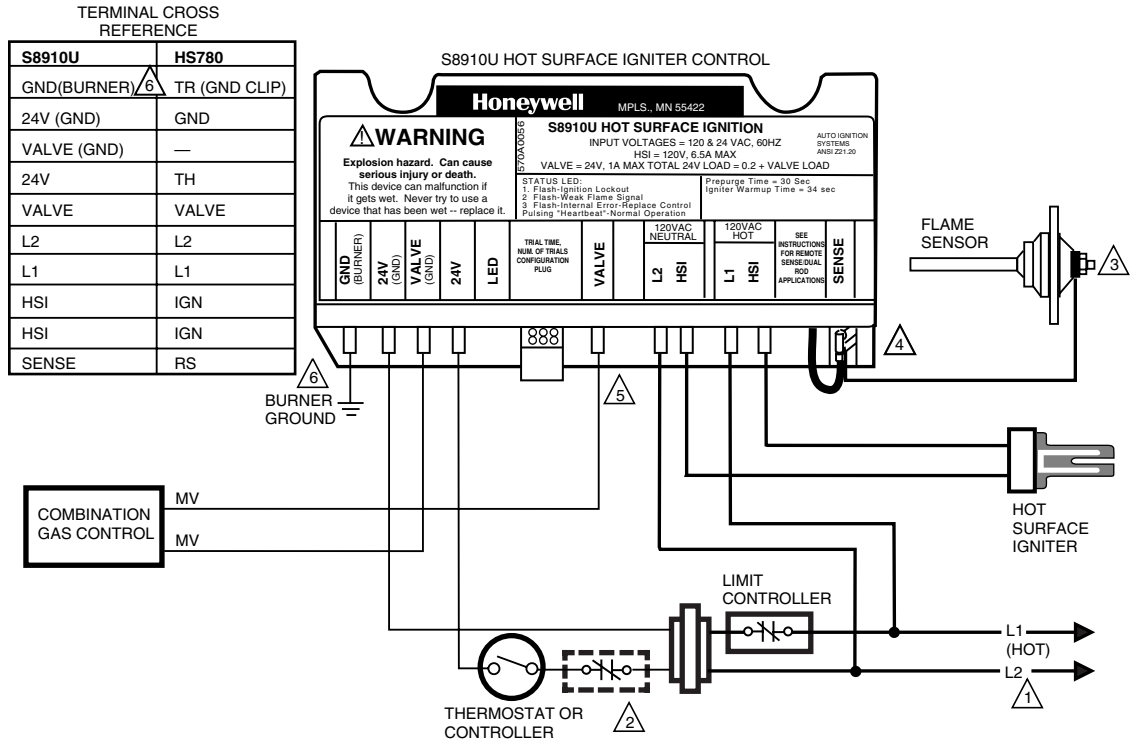 TERMINAL CROSS
REFERENCE
S8910U HS780
GND(BURNER) 6 TR (GND CLIP)
24V (GND) GND
VALVE (GND) —
24V TH
VALVE VALVE
L2 L2
L1 L1
HSI IGN
HSI IGN
SENSE RS
S8910U HOT SURFACE IGNITER CONTROL
Honeywell MPLS., MN 55422
WARNING
Explosion hazard. Can cause
serious injury or death.
This device can malfunction if
it gets wet. Never try to use a
device that has been wet -- replace it.
570A0056
S8910U HOT SURFACE IGNITION
INPUT VOLTAGES = 120 & 24 VAC, 60HZ
HSI = 120V, 6.5A MAX
VALVE = 24V, 1A MAX TOTAL 24V LOAD = 0.2 + VALVE LOAD
AUTO IGNITION
SYSTEMS
ANSI Z21.20
STATUS LED:
1. Flash-Ignition Lockout
2 Flash-Weak Flame Signal
3 Flash-Internal Error-Replace Control
Pulsing "Heartbeat"-Normal Operation
Prepurge Time = 30 Sec
Igniter Warmup Time = 34 sec
GND
(BURNER)
24V
(GND)
VALVE
(GND)
24V
LED
TRIAL TIME,
NUM. OF TRIALS
CONFIGURATION
PLUG
VALVE
120VAC
NEUTRAL
L2
HSI
120VAC
HOT
L1
HSI
SEE
INSTRUCTIONS
FOR REMOTE
SENSE/DUAL
ROD
APPLICATIONS
SENSE
FLAME
SENSOR
3
4
6
BURNER
GROUND
5
COMBINATION
GAS CONTROL
MV
MV
HOT
SURFACE
IGNITER
LIMIT
CONTROLLER
L1
(HOT)
L2
1
THERMOSTAT OR
CONTROLLER
2